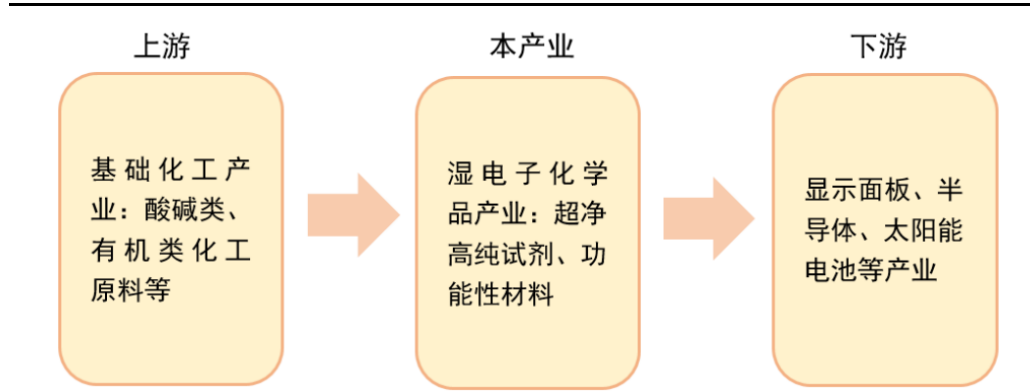 上游
基础化工产
业：酸碱类、
有机类化工
原料等
本产业
湿电子化学
品产业：超净
高纯试剂、功
能性材料
下游
显示面板、半
导体、太阳能
电池等产业